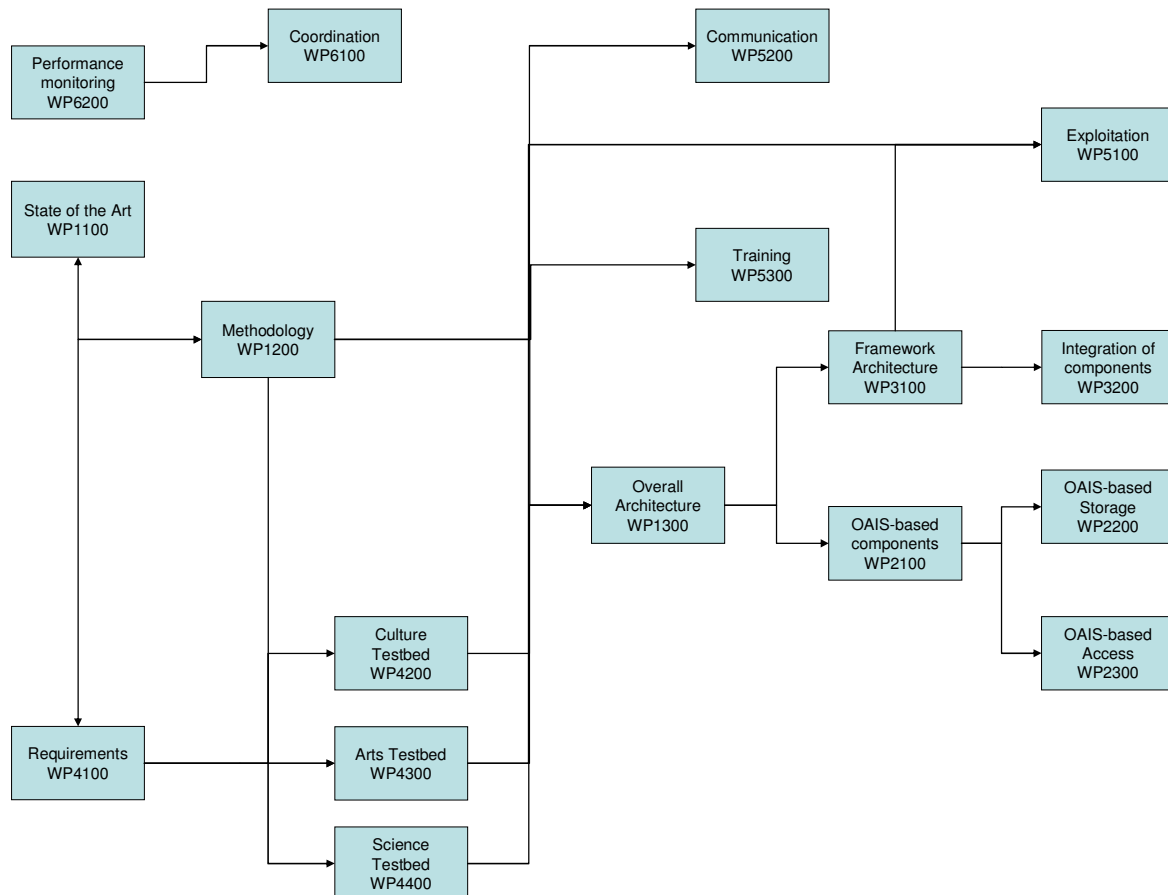 Performance
monitoring
WP6200
Coordination
WP6100
Communication
WP5200
Exploitation
WP5100
State of the Art
WP1100
Training
WP5300
Methodology
WP1200
Framework
Architecture
WP3100
Integration of
components
WP3200
Overall
Architecture
WP1300
OAIS-based
components
WP2100
OAIS-based
Storage
WP2200
OAIS-based
Access
WP2300
Culture
Testbed
WP4200
Requirements
WP4100
Arts Testbed
WP4300
Science
Testbed
WP4400